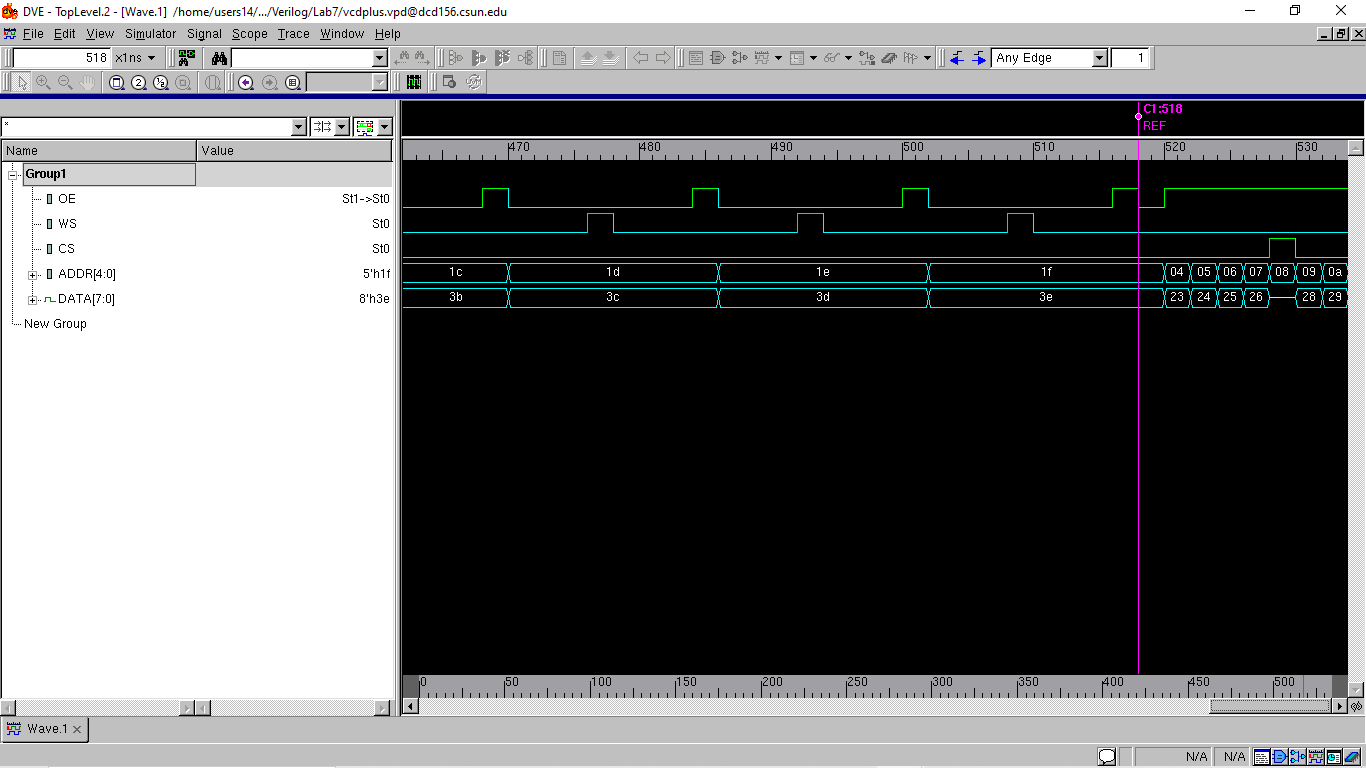 DVE - TopLevel.2 - [Wave.1] /home/users14/.../Verilog/Lab7/vcdplus.vpd@dcd156.csun.edu
File Edit View Simulator Signal Scope Trace Window Help
518 x1ns Any Edge 1
C1:518
REF
*
Name Value
470 480 490 500 510 520 530
Group1
OE St1->St0
WS St0
CS St0
ADDR[4:0] 5'h1f 1c 1d 1e 1f 04 05 06 07 08 09 0a
DATA[7:0] 8'h3e 3b 3c 3d 3e 23 24 25 26 28 29
New Group
0 50 100 150 200 250 300 350 400 450 500
Wave.1
N/A N/A